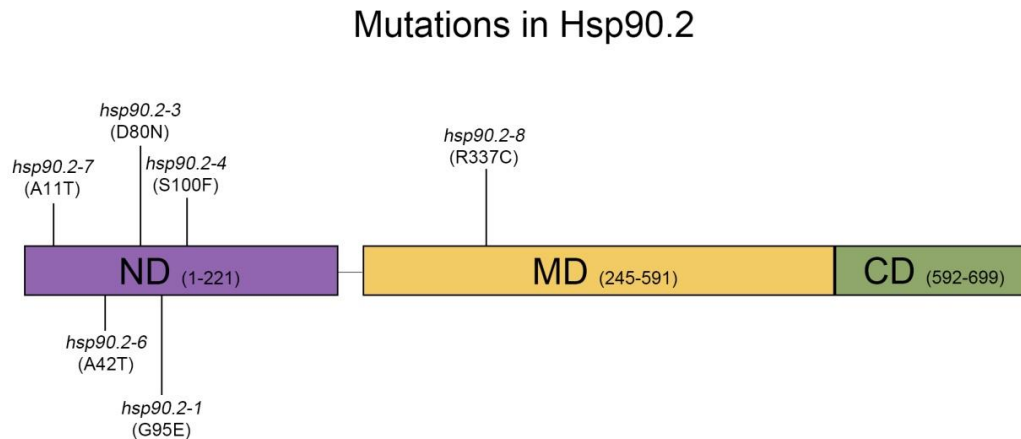 Mutations in Hsp90.2
hsp90.2-3
(D80N)
hsp90.2-8
(R337C)
hsp90.2-7
(A11T)
hsp90.2-4
(S100F)
ND (1-221)
MD (245-591)
CD (592-699)
hsp90.2-6
(A42T)
hsp90.2-1
(G95E)